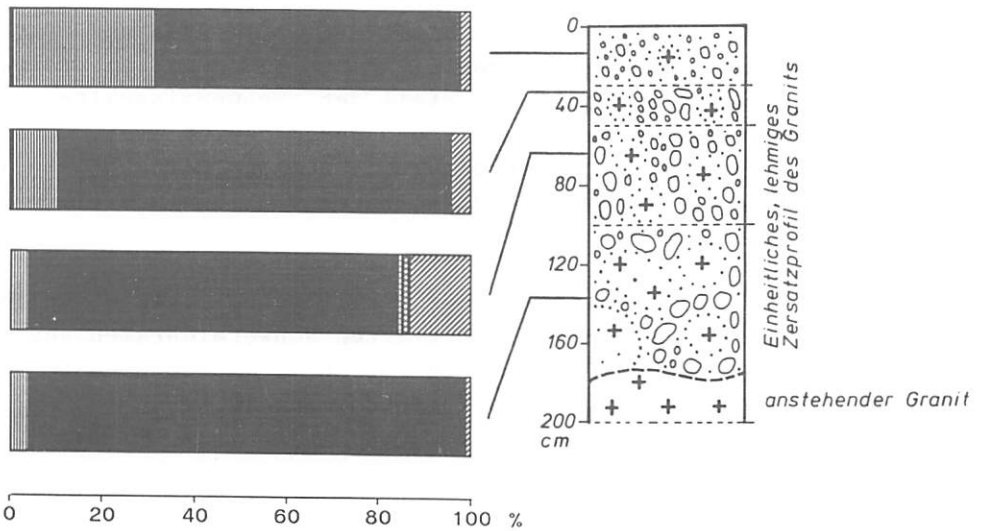 0
40
80
120
160
200
cm
Einheitliches, lehmiges
Zersatzprofil des Granits
anstehender Granit
0 20 40 60 80 100 %